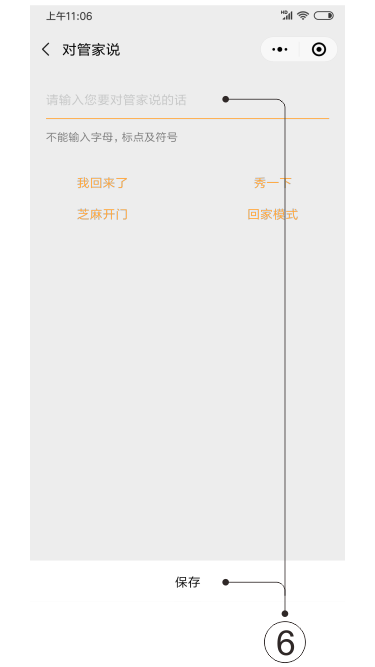 上午11:06
HD
对管家说
请输入您要对管家说的话
不能输入字母, 标点及符号
我回来了 秀一下
芝麻开门 回家模式
保存
6